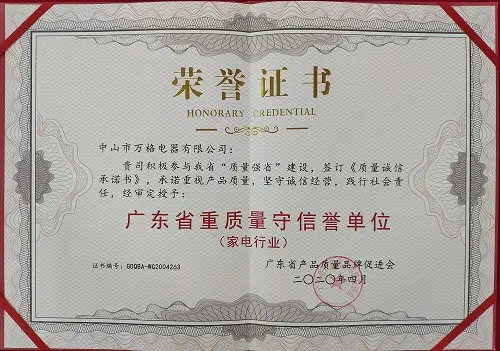 荣誉证书
HONORARY CREDENTIAL
中山市万格电器有限公司：
贵司积极参与我省“质量强省”建设，签订《质量诚信
承诺书》，承诺重视产品质量，坚守诚信经营，践行社会责
任，经审定授予：
广东省重质量守信誉单位
（家电行业）
证书编号：GDQBA-WG2004263
广东省产品质量品牌促进会
二〇二〇年四月